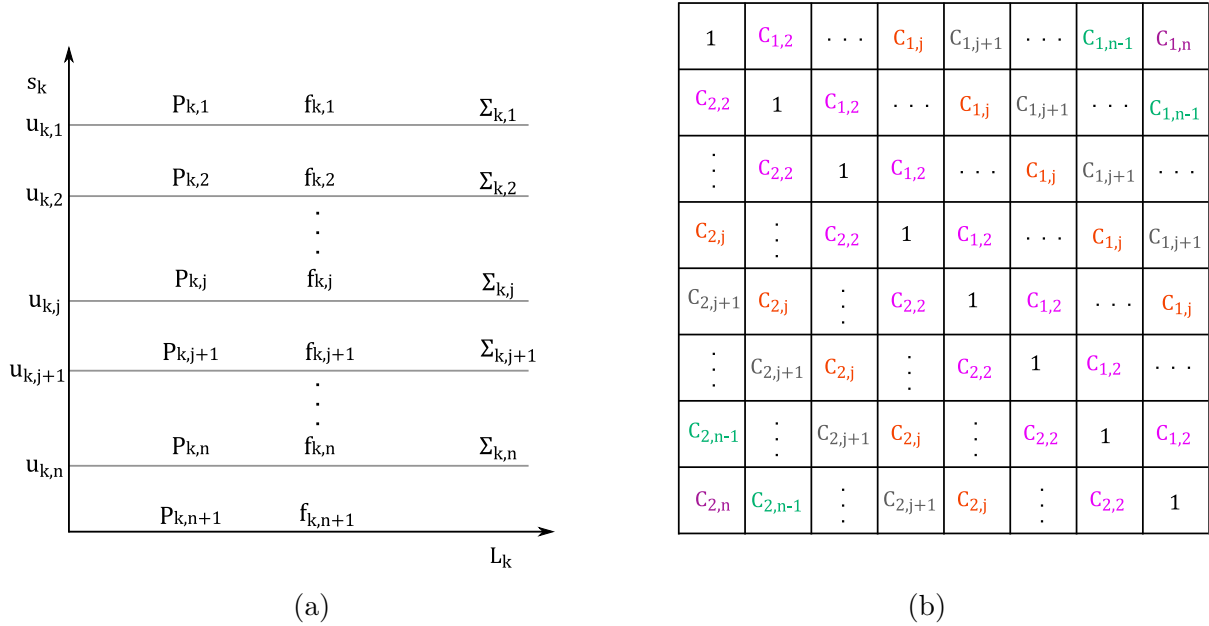 s_k
P_{k,1} f_{k,1} Σ_{k,1}
u_{k,1}
P_{k,2} f_{k,2} Σ_{k,2}
u_{k,2}
⋮
P_{k,j} f_{k,j} Σ_{k,j}
u_{k,j}
P_{k,j+1} f_{k,j+1} Σ_{k,j+1}
u_{k,j+1}
⋮
P_{k,n} f_{k,n} Σ_{k,n}
u_{k,n}
P_{k,n+1} f_{k,n+1}
L_k
(a)
1 C_{1,2} ··· C_{1,j} C_{1,j+1} ··· C_{1,n-1} C_{1,n}
C_{2,2} 1 C_{1,2} ··· C_{1,j} C_{1,j+1} ··· C_{1,n-1}
⋮ C_{2,2} 1 C_{1,2} ··· C_{1,j} C_{1,j+1} ···
C_{2,j} ⋮ C_{2,2} 1 C_{1,2} ··· C_{1,j} C_{1,j+1}
C_{2,j+1} C_{2,j} ⋮ C_{2,2} 1 C_{1,2} ··· C_{1,j}
⋮ C_{2,j+1} C_{2,j} ⋮ C_{2,2} 1 C_{1,2} ···
C_{2,n-1} ⋮ C_{2,j+1} C_{2,j} ⋮ C_{2,2} 1 C_{1,2}
C_{2,n} C_{2,n-1} ⋮ C_{2,j+1} C_{2,j} ⋮ C_{2,2} 1
(b)